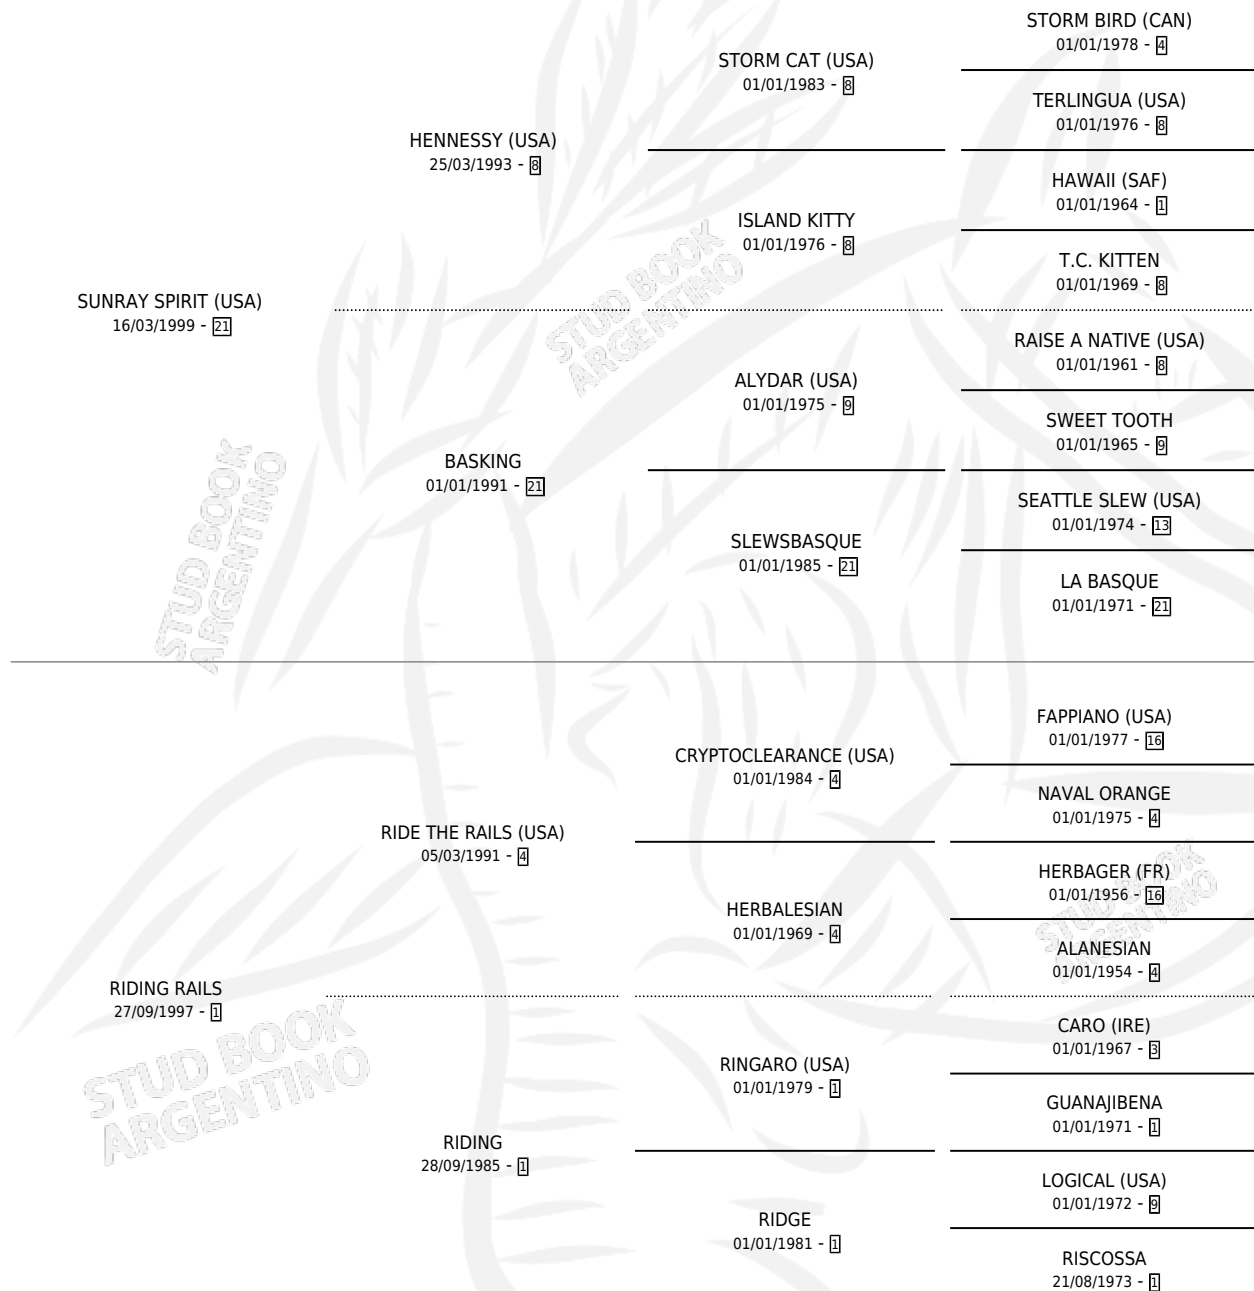 STORM BIRD (CAN)
01/01/1978 - 4
STORM CAT (USA)
01/01/1983 - 8
TERLINGUA (USA)
01/01/1976 - 8
HENNESSY (USA)
25/03/1993 - 8
HAWAII (SAF)
01/01/1964 - 1
ISLAND KITTY
01/01/1976 - 8
T.C. KITTEN
01/01/1969 - 8
SUNRAY SPIRIT (USA)
16/03/1999 - 21
RAISE A NATIVE (USA)
01/01/1961 - 8
ALYDAR (USA)
01/01/1975 - 9
SWEET TOOTH
01/01/1965 - 9
BASKING
01/01/1991 - 21
SEATTLE SLEW (USA)
01/01/1974 - 13
SLEWSBASQUE
01/01/1985 - 21
LA BASQUE
01/01/1971 - 21
FAPPIANO (USA)
01/01/1977 - 16
CRYPTOCLEARANCE (USA)
01/01/1984 - 4
NAVAL ORANGE
01/01/1975 - 4
RIDE THE RAILS (USA)
05/03/1991 - 4
HERBAGER (FR)
01/01/1956 - 16
HERBALESIAN
01/01/1969 - 4
ALANESIAN
01/01/1954 - 4
RIDING RAILS
27/09/1997 - 1
CARO (IRE)
01/01/1967 - 3
RINGARO (USA)
01/01/1979 - 1
GUANAJIBENA
01/01/1971 - 1
RIDING
28/09/1985 - 1
LOGICAL (USA)
01/01/1972 - 9
RIDGE
01/01/1981 - 1
RISCOSSA
21/08/1973 - 1
STUD BOOK
ARGENTINO
STUD BOOK
ARGENTINO
STUD BOOK
ARGENTINO
STUD BOOK
ARGENTINO